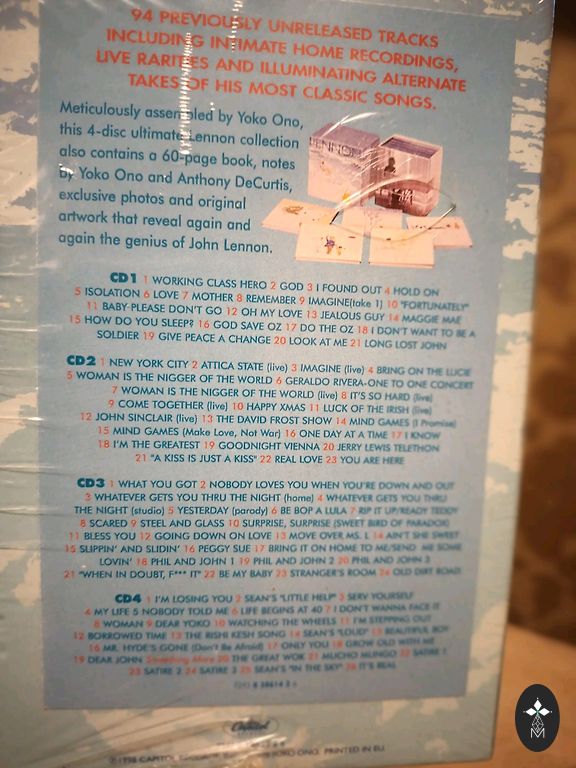 94 PREVIOUSLY UNRELEASED TRACKS
INCLUDING INTIMATE HOME RECORDINGS,
LIVE RARITIES AND ILLUMINATING ALTERNATE
TAKES OF HIS MOST CLASSIC SONGS.
Meticulously assembled by Yoko Ono,
this 4-disc ultimate Lennon collection
also contains a 60-page book, notes
by Yoko Ono and Anthony DeCurtis,
exclusive photos and original
artwork that reveal again and
again the genius of John Lennon.
LENNON
CD1 1 WORKING CLASS HERO 2 GOD 3 I FOUND OUT 4 HOLD ON
5 ISOLATION 6 LOVE 7 MOTHER 8 REMEMBER 9 IMAGINE(take 1) 10 "FORTUNATELY"
11 BABY PLEASE DON'T GO 12 OH MY LOVE 13 JEALOUS GUY 14 MAGGIE MAE
15 HOW DO YOU SLEEP? 16 GOD SAVE OZ 17 DO THE OZ 18 I DON'T WANT TO BE A
SOLDIER 19 GIVE PEACE A CHANGE 20 LOOK AT ME 21 LONG LOST JOHN
CD2 1 NEW YORK CITY 2 ATTICA STATE (live) 3 IMAGINE (live) 4 BRING ON THE LUCIE
5 WOMAN IS THE NIGGER OF THE WORLD 6 GERALDO RIVERA-ONE TO ONE CONCERT
7 WOMAN IS THE NIGGER OF THE WORLD (live) 8 IT'S SO HARD (live)
9 COME TOGETHER (live) 10 HAPPY XMAS 11 LUCK OF THE IRISH (live)
12 JOHN SINCLAIR (live) 13 THE DAVID FROST SHOW 14 MIND GAMES (I Promise)
15 MIND GAMES (Make Love, Not War) 16 ONE DAY AT A TIME 17 I KNOW
18 I'M THE GREATEST 19 GOODNIGHT VIENNA 20 JERRY LEWIS TELETHON
21 "A KISS IS JUST A KISS" 22 REAL LOVE 23 YOU ARE HERE
CD3 1 WHAT YOU GOT 2 NOBODY LOVES YOU WHEN YOU'RE DOWN AND OUT
3 WHATEVER GETS YOU THRU THE NIGHT (home) 4 WHATEVER GETS YOU THRU
THE NIGHT (studio) 5 YESTERDAY (parody) 6 BE BOP A LULA 7 RIP IT UP/READY TEDDY
8 SCARED 9 STEEL AND GLASS 10 SURPRISE, SURPRISE (SWEET BIRD OF PARADOX)
11 BLESS YOU 12 GOING DOWN ON LOVE 13 MOVE OVER MS. L 14 AIN'T SHE SWEET
15 SLIPPIN' AND SLIDIN' 16 PEGGY SUE 17 BRING IT ON HOME TO ME/SEND ME SOME
LOVIN' 18 PHIL AND JOHN 1 19 PHIL AND JOHN 2 20 PHIL AND JOHN 3
21 "WHEN IN DOUBT, F*** IT" 22 BE MY BABY 23 STRANGER'S ROOM 24 OLD DIRT ROAD
CD4 1 I'M LOSING YOU 2 SEAN'S "LITTLE HELP" 3 SERV YOURSELF
4 MY LIFE 5 NOBODY TOLD ME 6 LIFE BEGINS AT 40 7 I DON'T WANNA FACE IT
8 WOMAN 9 DEAR YOKO 10 WATCHING THE WHEELS 11 I'M STEPPING OUT
12 BORROWED TIME 13 THE RISHI KESH SONG 14 SEAN'S "LOUD" 15 BEAUTIFUL BOY
16 MR. HYDE'S GONE (Don't Be Afraid) 17 ONLY YOU 18 GROW OLD WITH ME
19 DEAR JOHN 20 THE GREAT WOK 21 MUCHO MUNGO 22 SATIRE 1
23 SATIRE 2 24 SATIRE 3 25 SEAN'S "IN THE SKY" 26 IT'S REAL
Capitol
YOKO ONO. PRINTED IN EU.